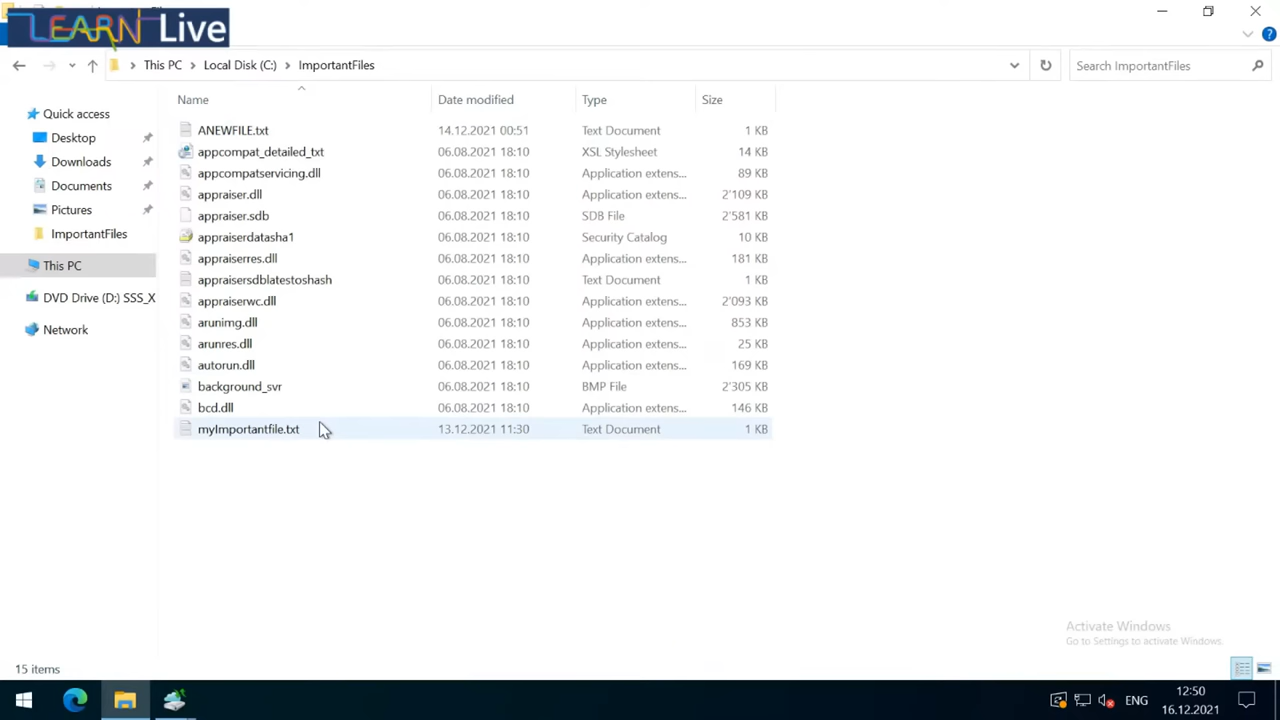 LEARN Live
This PC > Local Disk (C:) > ImportantFiles
Search ImportantFiles
Name Date modified Type Size
Quick access
Desktop
Downloads
Documents
Pictures
ImportantFiles
This PC
DVD Drive (D:) SSS_X
Network
ANEWFILE.txt 14.12.2021 00:51 Text Document 1 KB
appcompat_detailed_txt 06.08.2021 18:10 XSL Stylesheet 14 KB
appcompatservicing.dll 06.08.2021 18:10 Application extens... 89 KB
appraiser.dll 06.08.2021 18:10 Application extens... 2'109 KB
appraiser.sdb 06.08.2021 18:10 SDB File 2'581 KB
appraiserdatasha1 06.08.2021 18:10 Security Catalog 10 KB
appraiserres.dll 06.08.2021 18:10 Application extens... 181 KB
appraisersdblatestoshash 06.08.2021 18:10 Text Document 1 KB
appraiserwc.dll 06.08.2021 18:10 Application extens... 2'093 KB
arunimg.dll 06.08.2021 18:10 Application extens... 853 KB
arunres.dll 06.08.2021 18:10 Application extens... 25 KB
autorun.dll 06.08.2021 18:10 Application extens... 169 KB
background_svr 06.08.2021 18:10 BMP File 2'305 KB
bcd.dll 06.08.2021 18:10 Application extens... 146 KB
myImportantfile.txt 13.12.2021 11:30 Text Document 1 KB
Activate Windows
Go to Settings to activate Windows.
15 items
ENG
12:50
16.12.2021